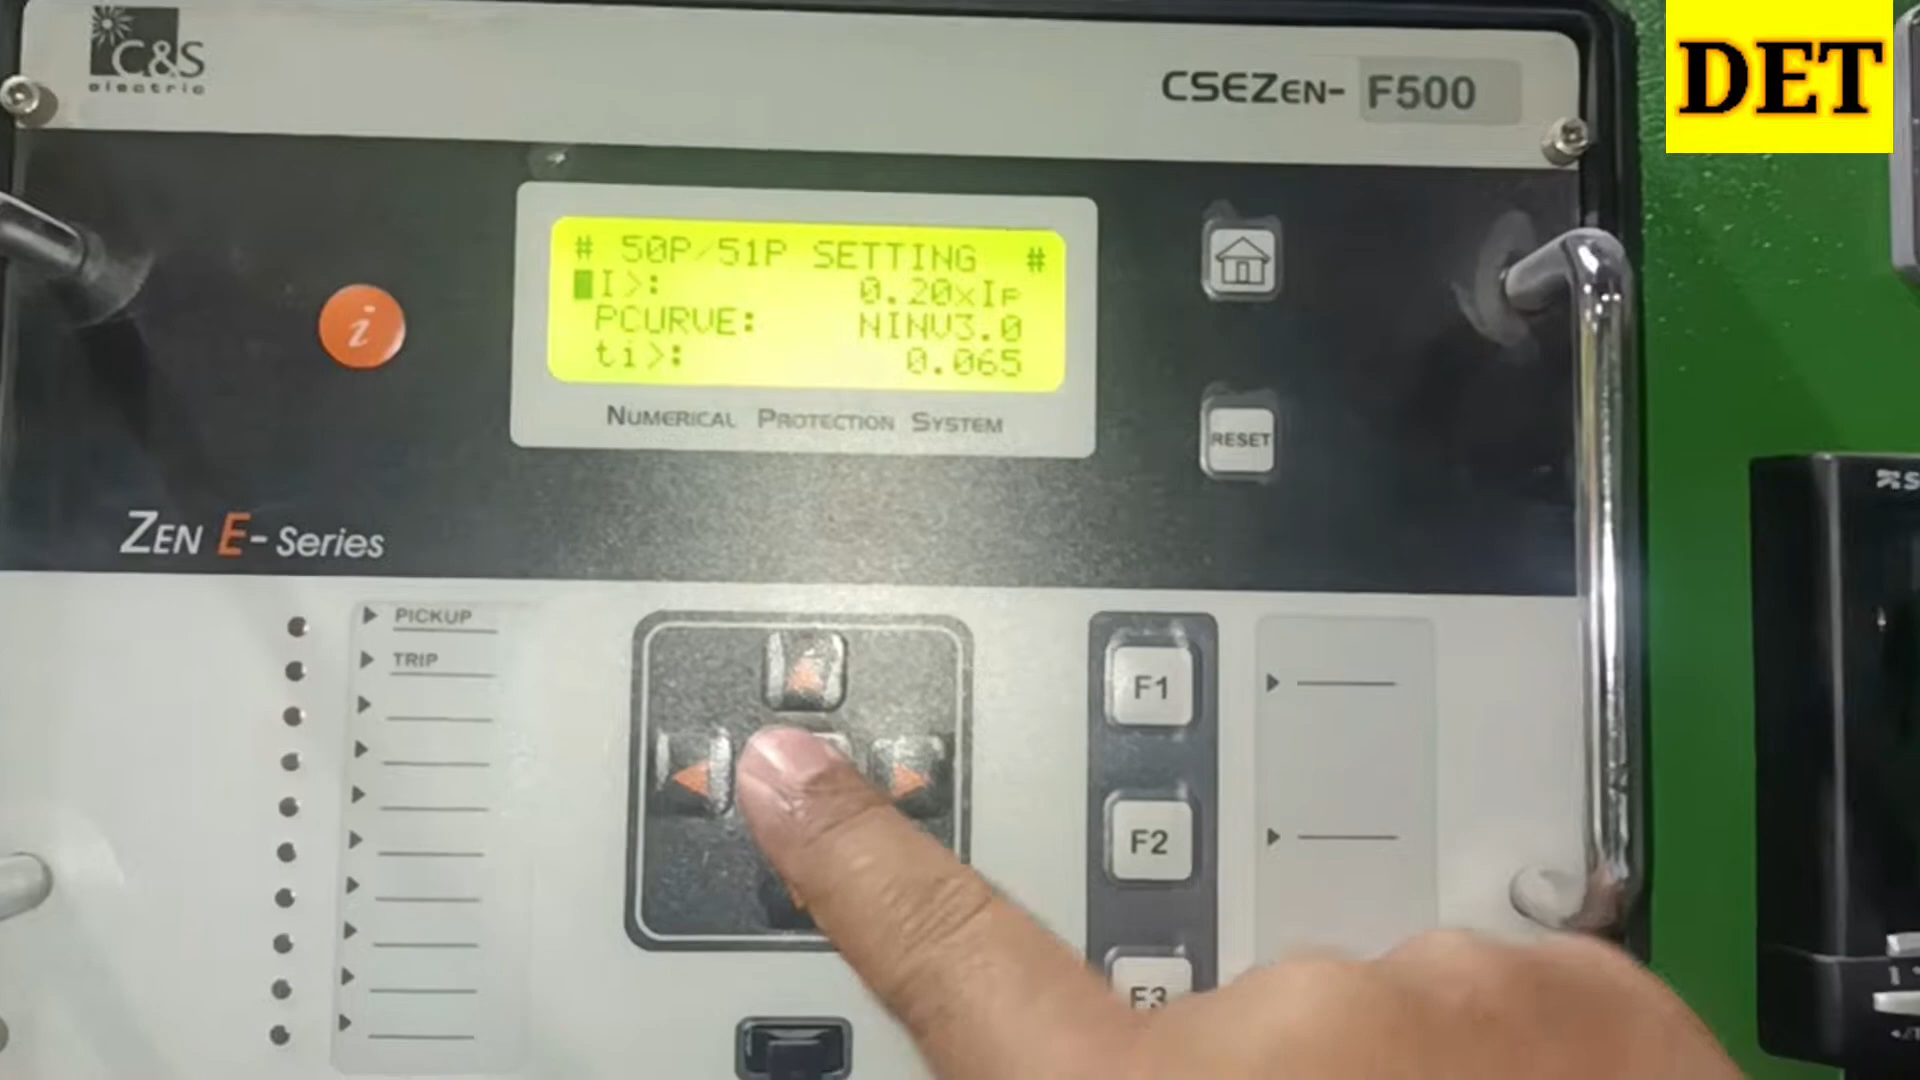 C&S
electric
CSEZEN- F500
DET
# 50P/51P SETTING #
I>: 0.20xIp
PCURVE: NINV3.0
ti>: 0.065
NUMERICAL PROTECTION SYSTEM
i
RESET
ZEN E-Series
PICKUP
TRIP
F1
F2
F3